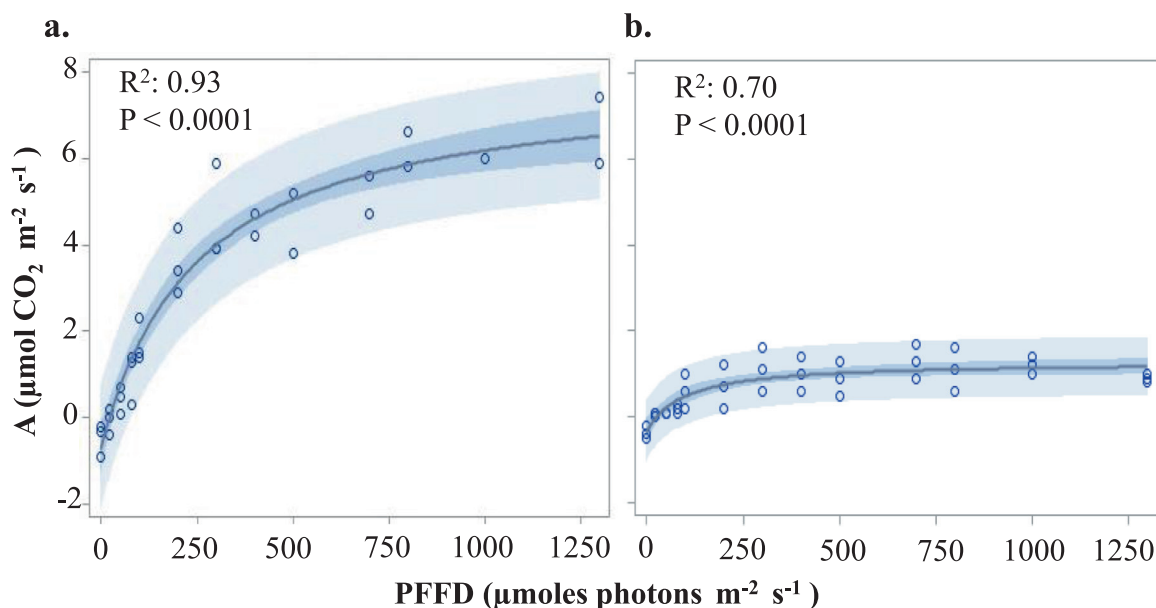 a.
b.
R²: 0.93
P < 0.0001
R²: 0.70
P < 0.0001
A (µmol CO₂ m⁻² s⁻¹)
8
6
4
2
0
-2
0 250 500 750 1000 1250
0 250 500 750 1000 1250
PFFD (µmoles photons m⁻² s⁻¹)